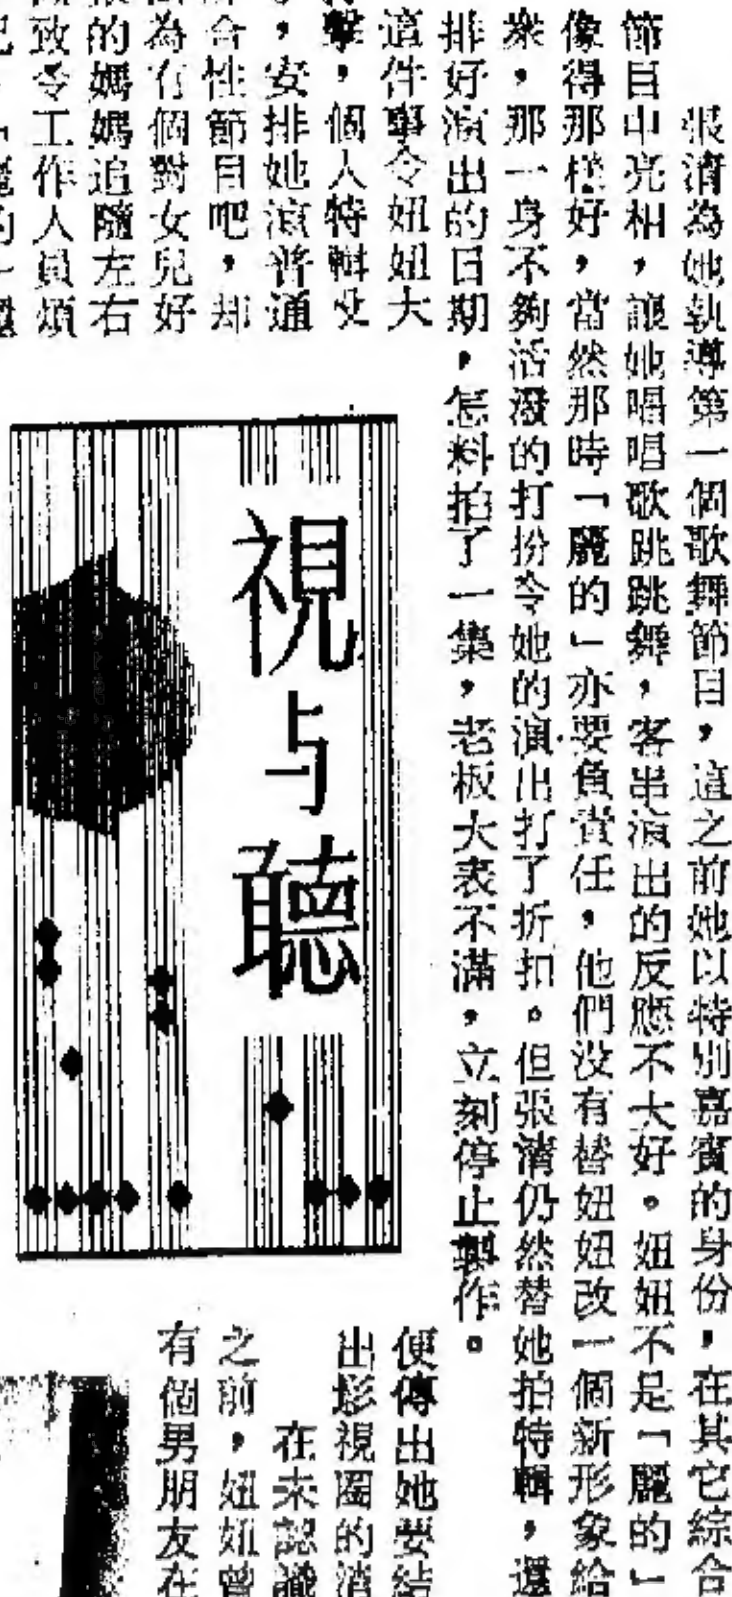 張清為她執導第一個歌舞節目，這之前她以特別嘉賓的身份，在其它綜合
節目中亮相，讓她唱唱歌跳跳舞，客串演出的反應不大好。妞妞不是「麗的」
像得那樣好，當然那時「麗的」亦要負責任，他們没有替妞妞改一個新形象給
衆，那一身不夠活潑的打扮令她的演出打了折扣。但張清仍然替她拍特輯，還
排好演出的日期，怎料拍了一集，老板大表不滿，立刻停止製作。
這件事令妞妞大
擊，個人特輯没
，安排她演普通
合性節目吧，却
為有個對女兒好
的媽媽追隨左右
致令工作人員煩
視与聽
便傳出她要結
出影視圈的消
在未認識
之前，妞妞曾
有個男朋友在